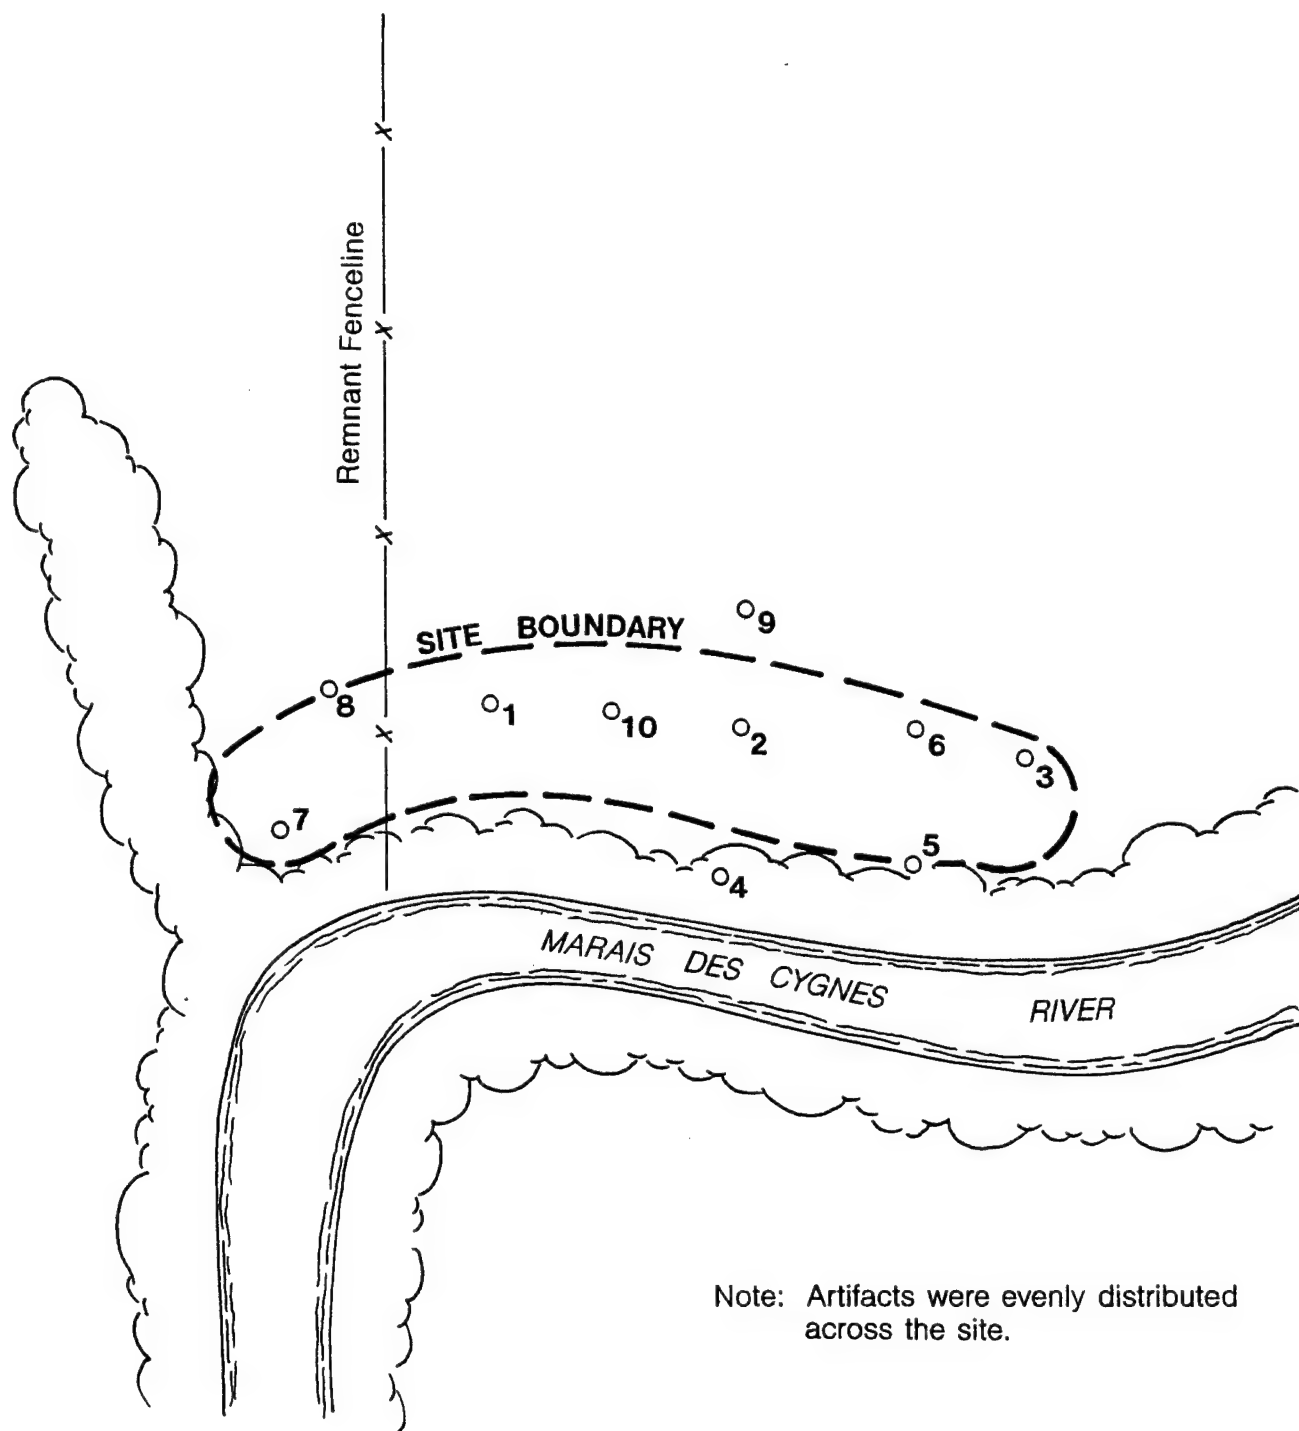 Remnant Fenceline
SITE BOUNDARY
9
8
1
10
2
6
3
7
5
4
MARAIS DES CYGNES RIVER
Note: Artifacts were evenly distributed
across the site.